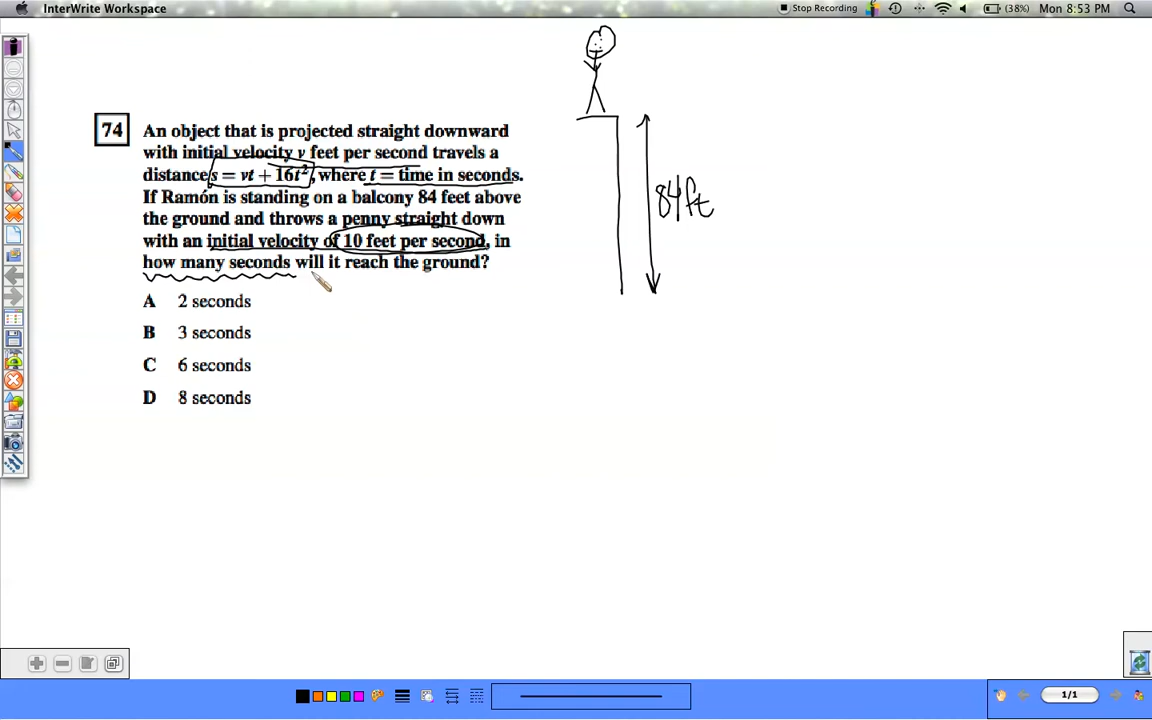 InterWrite Workspace
Stop Recording (38%) Mon 8:53 PM
74 An object that is projected straight downward
with initial velocity v feet per second travels a
distance s = vt + 16t², where t = time in seconds.
If Ramón is standing on a balcony 84 feet above
the ground and throws a penny straight down
with an initial velocity of 10 feet per second, in
how many seconds will it reach the ground?
A 2 seconds
B 3 seconds
C 6 seconds
D 8 seconds
84 ft
1/1